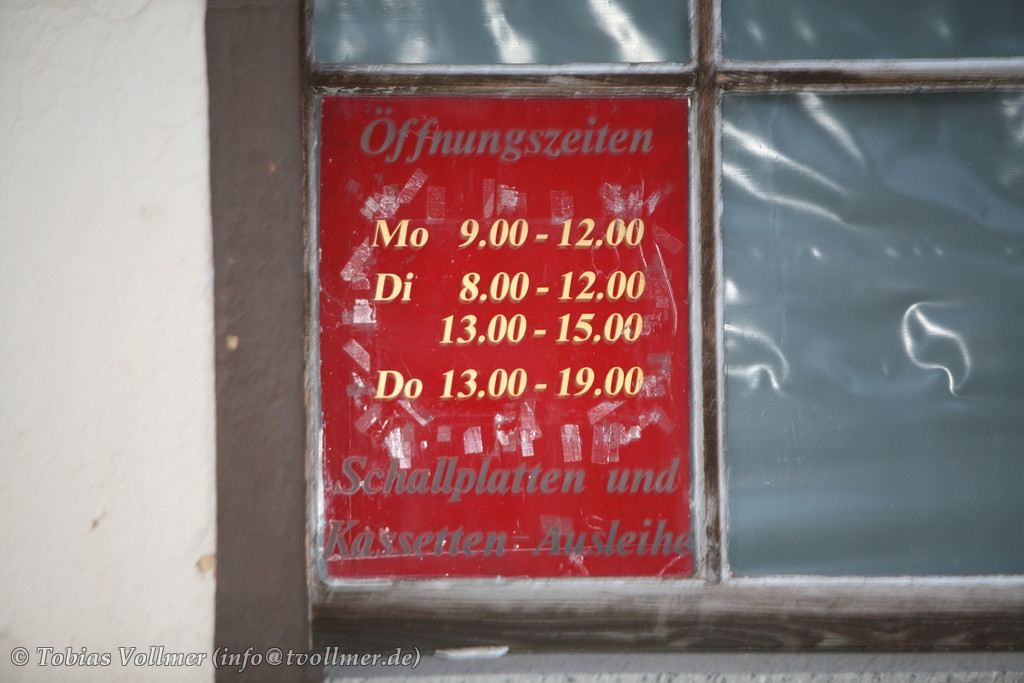 Öffnungszeiten
Mo 9.00 - 12.00
Di 8.00 - 12.00
13.00 - 15.00
Do 13.00 - 19.00
Schallplatten und
Kassetten-Ausleihe
© Tobias Vollmer (info@tvollmer.de)